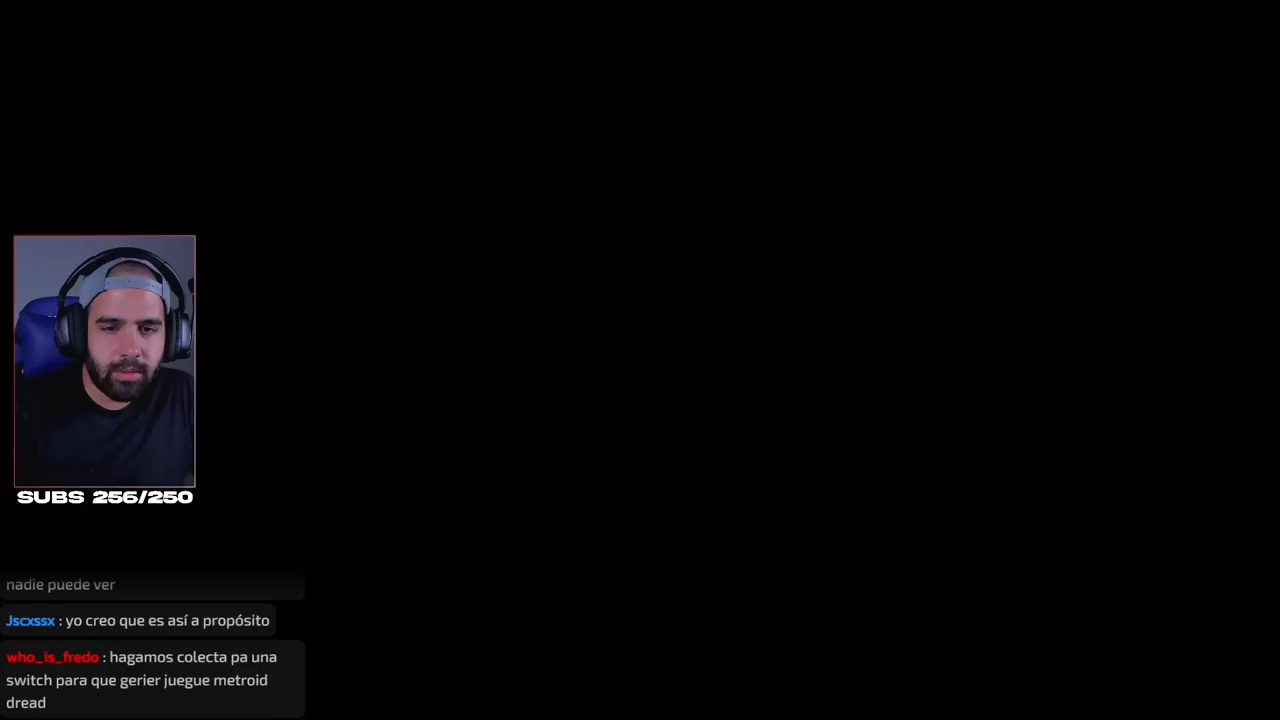 SUBS 256/250
nadie puede ver
Jscxssx : yo creo que es así a propósito
who_is_fredo : hagamos colecta pa una
switch para que gerier juegue metroid
dread